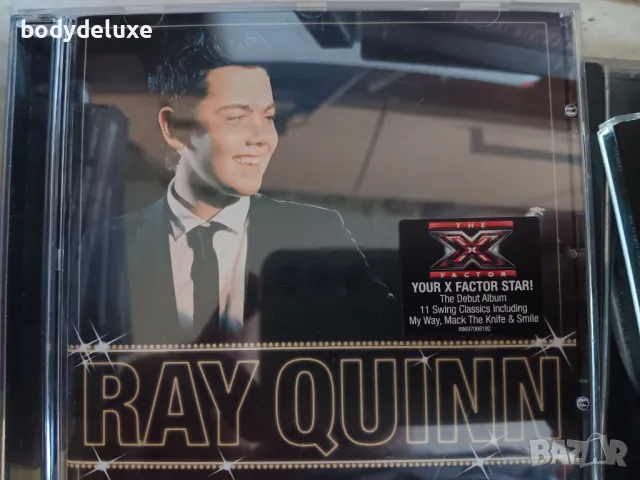 bodydeluxe
THE
X
FACTOR
YOUR X FACTOR STAR!
The Debut Album
11 Swing Classics Including
My Way, Mack The Knife & Smile
88697066192
RAY QUINN
BAZAR